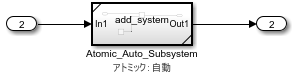 2
In1
add_system
Out1
2
Atomic_Auto_Subsystem
アトミック: 自動